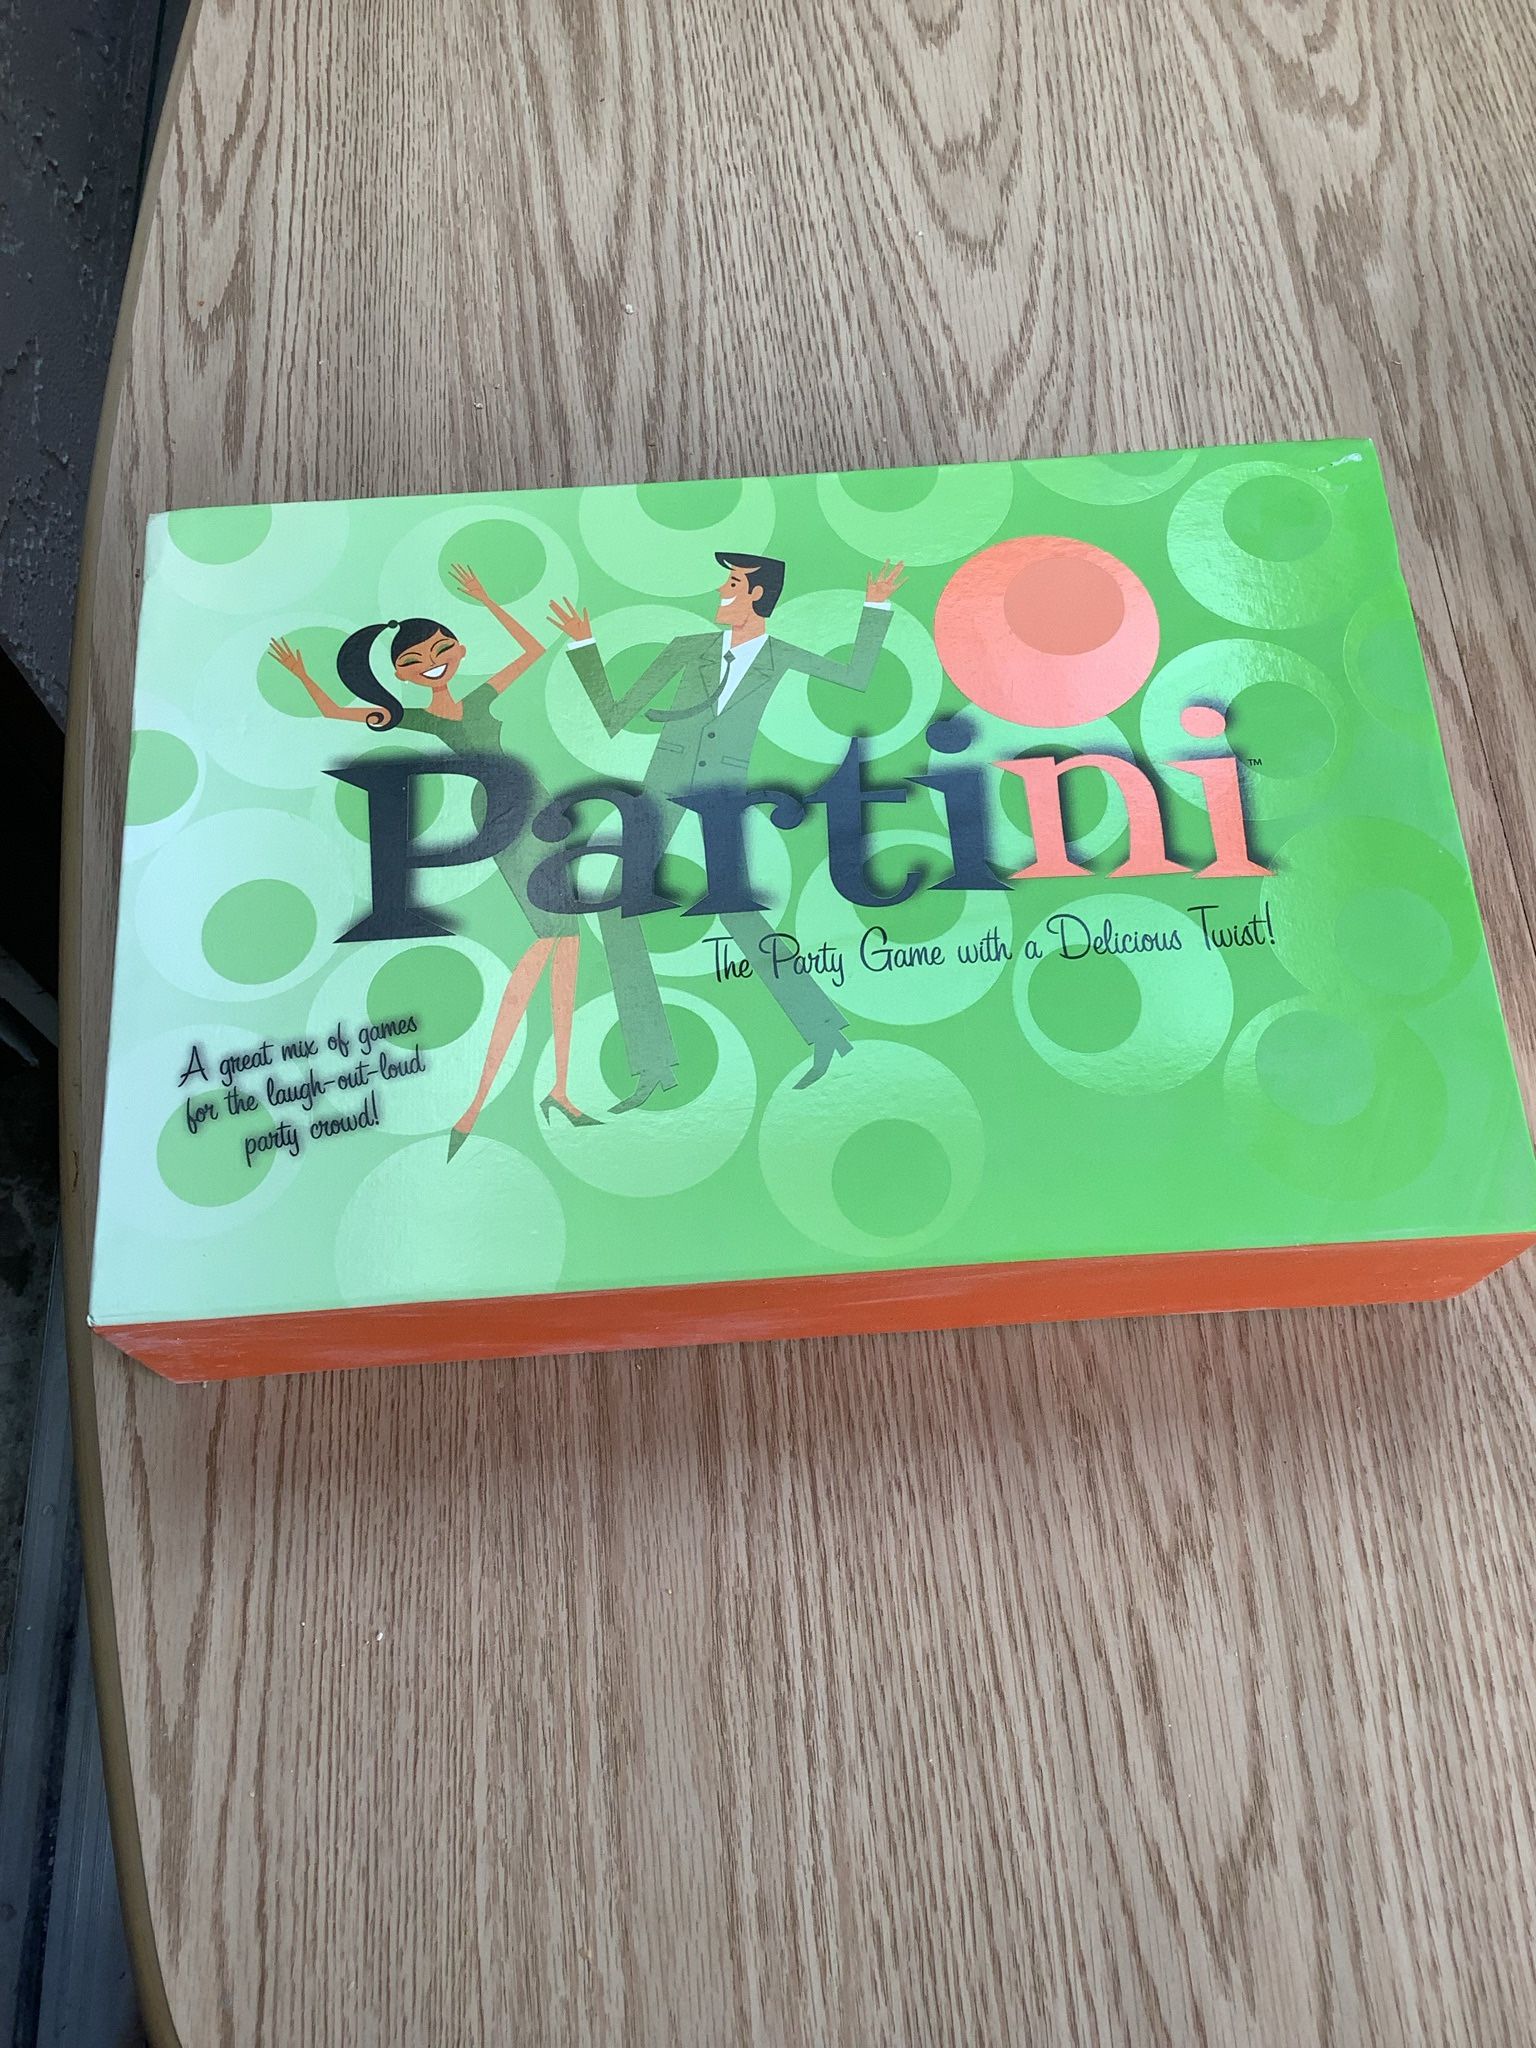 Partini™
The Party Game with a Delicious Twist!
A great mix of games
for the laugh-out-loud
party crowd!